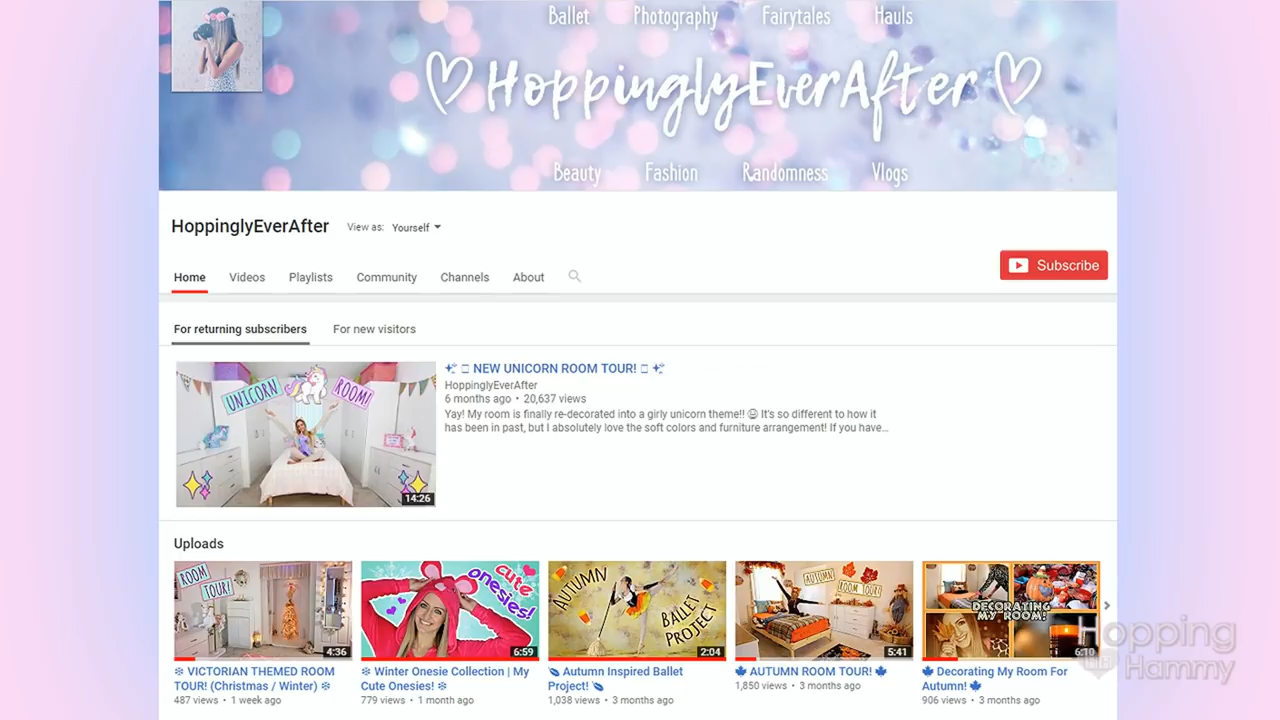 Ballet Photography Fairytales Hauls
HoppinglyEverAfter
Beauty Fashion Randomness Vlogs
HoppinglyEverAfter View as: Yourself
Home Videos Playlists Community Channels About
Subscribe
For returning subscribers For new visitors
UNICORN ROOM!
14:26
NEW UNICORN ROOM TOUR!
HoppinglyEverAfter
6 months ago • 20,637 views
Yay! My room is finally re-decorated into a girly unicorn theme!! It's so different to how it
has been in past, but I absolutely love the soft colors and furniture arrangement! If you have...
Uploads
ROOM TOUR!
4:36
❄ VICTORIAN THEMED ROOM
TOUR! (Christmas / Winter) ❄
487 views • 1 week ago
cute onesies!
6:59
❄ Winter Onesie Collection | My
Cute Onesies! ❄
779 views • 1 month ago
AUTUMN BALLET PROJECT!
2:04
Autumn Inspired Ballet
Project!
1,038 views • 3 months ago
AUTUMN ROOM TOUR!
5:41
🍁 AUTUMN ROOM TOUR! 🍁
1,850 views • 3 months ago
DECORATING MY ROOM!
6:10
🍁 Decorating My Room For
Autumn! 🍁
906 views • 3 months ago
Hopping
Hammy